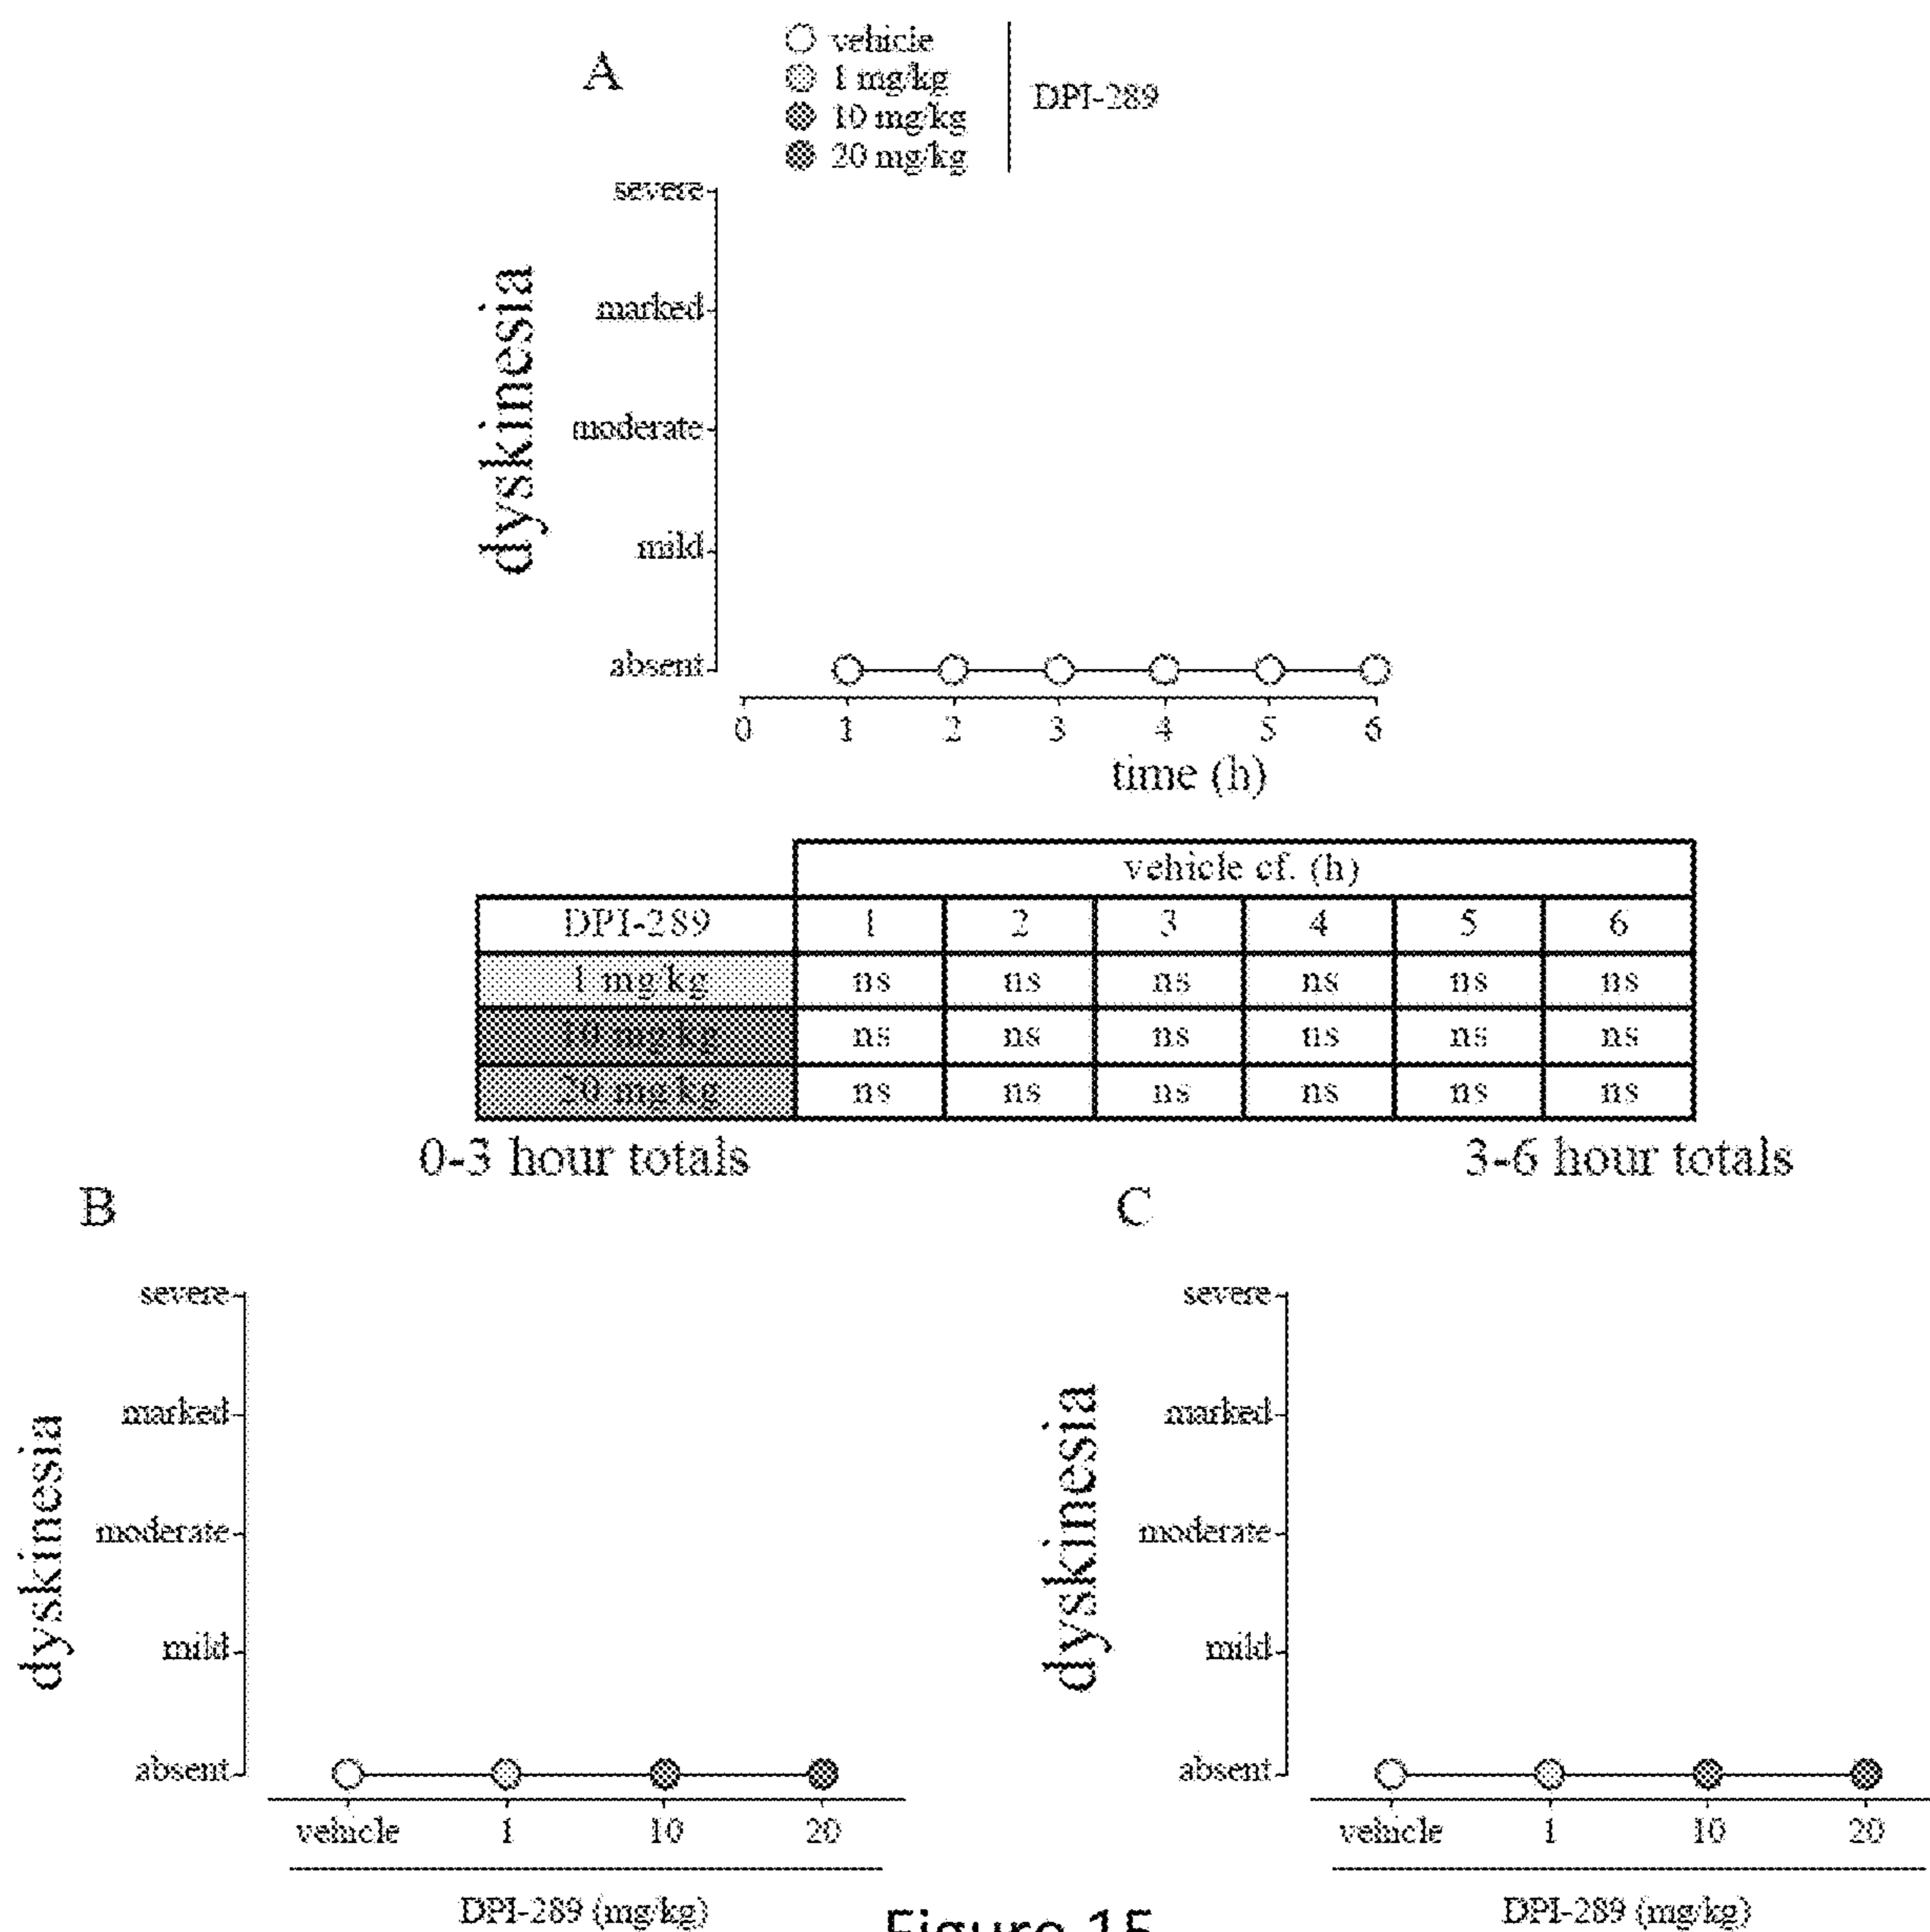 A
vehicle
1 mg/kg
10 mg/kg
20 mg/kg
DPI-289
severe
marked
moderate
mild
absent
dyskinesia
0 1 2 3 4 5 6
time (h)
vehicle cf. (h)
DPI-289 1 2 3 4 5 6
1 mg/kg ns ns ns ns ns ns
10 mg/kg ns ns ns ns ns ns
20 mg/kg ns ns ns ns ns ns
0-3 hour totals
B
severe
marked
moderate
mild
absent
dyskinesia
vehicle 1 10 20
DPI-289 (mg/kg)
3-6 hour totals
C
severe
marked
moderate
mild
absent
dyskinesia
vehicle 1 10 20
DPI-289 (mg/kg)
Figure 15